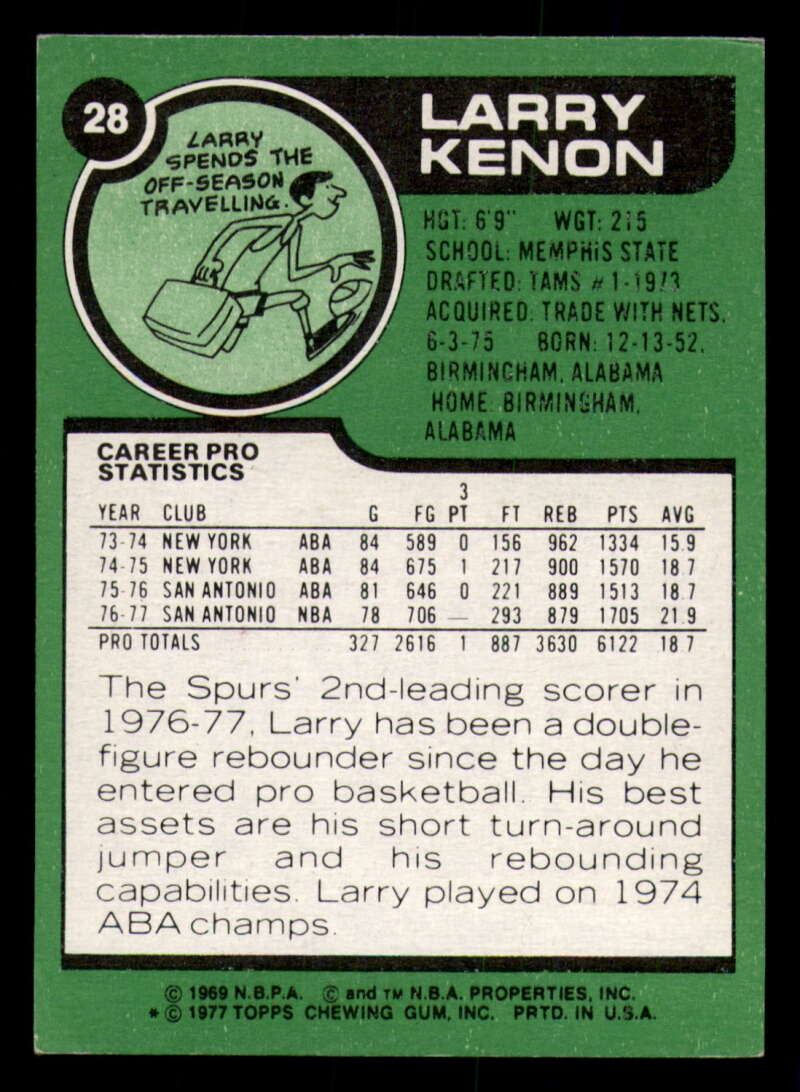 28
LARRY
KENON
LARRY
SPENDS THE
OFF-SEASON
TRAVELLING.
HGT: 6'9" WGT: 215
SCHOOL: MEMPHIS STATE
DRAFTED: TAMS #1-1973
ACQUIRED: TRADE WITH NETS,
6-3-75 BORN: 12-13-52,
BIRMINGHAM, ALABAMA
HOME: BIRMINGHAM,
ALABAMA
CAREER PRO
STATISTICS
YEAR CLUB G FG 3 PT FT REB PTS AVG
73-74 NEW YORK ABA 84 589 0 156 962 1334 15.9
74-75 NEW YORK ABA 84 675 1 217 900 1570 18.7
75-76 SAN ANTONIO ABA 81 646 0 221 889 1513 18.7
76-77 SAN ANTONIO NBA 78 706 — 293 879 1705 21.9
PRO TOTALS 327 2616 1 887 3630 6122 18.7
The Spurs' 2nd-leading scorer in
1976-77, Larry has been a double-
figure rebounder since the day he
entered pro basketball. His best
assets are his short turn-around
jumper and his rebounding
capabilities. Larry played on 1974
ABA champs.
© 1969 N.B.P.A. © and TM N.B.A. PROPERTIES, INC.
* © 1977 TOPPS CHEWING GUM, INC. PRTD. IN U.S.A.